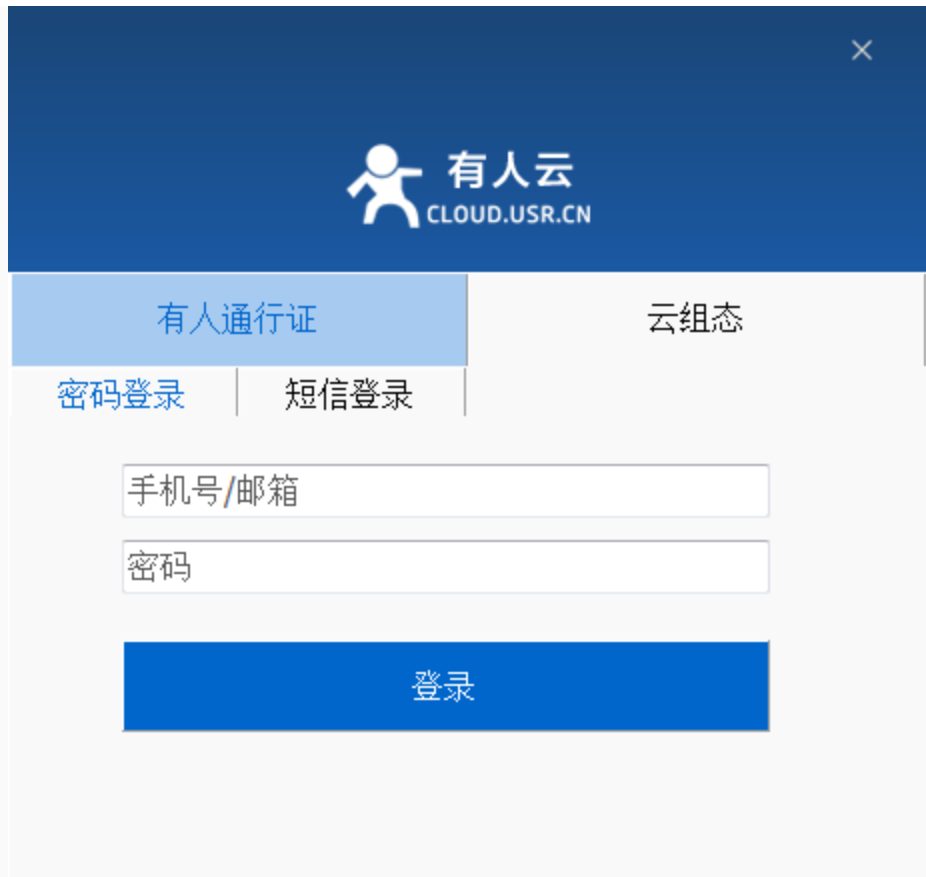 有人云
CLOUD.USR.CN
有人通行证 云组态
密码登录 短信登录
手机号/邮箱
密码
登录